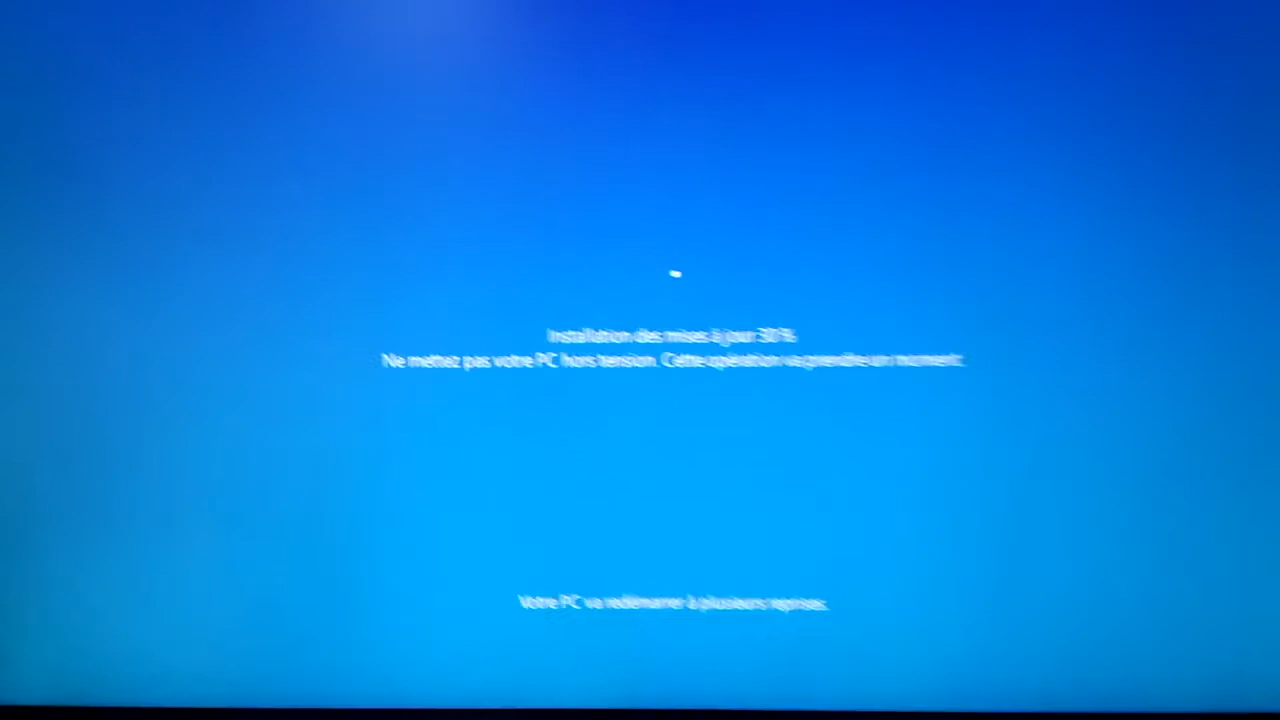 Installation des mises à jour 30%
Ne mettez pas votre PC hors tension. Cette opération va prendre un moment.
Votre PC va redémarrer à plusieurs reprises.